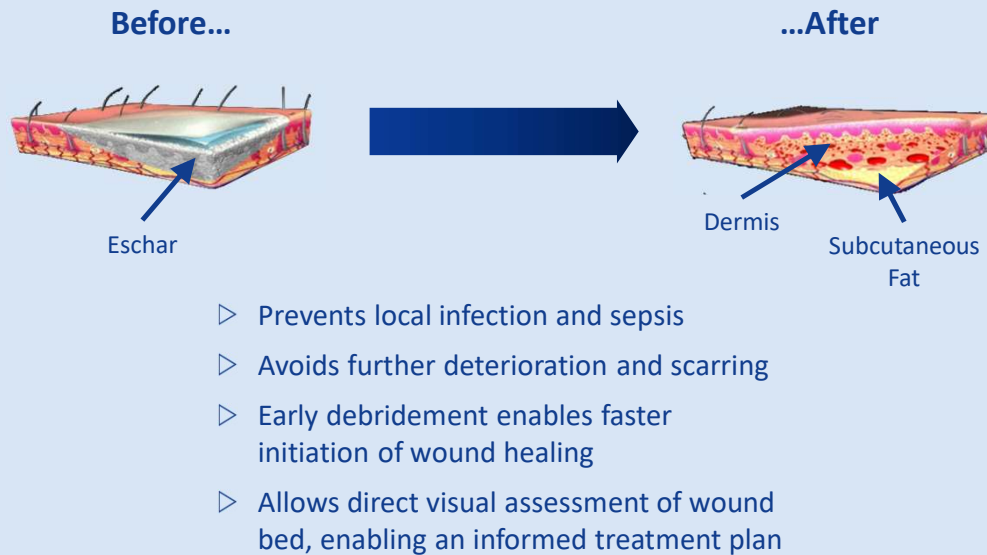 Before…
…After
Eschar
Dermis
Subcutaneous
Fat
▷ Prevents local infection and sepsis
▷ Avoids further deterioration and scarring
▷ Early debridement enables faster
initiation of wound healing
▷ Allows direct visual assessment of wound
bed, enabling an informed treatment plan